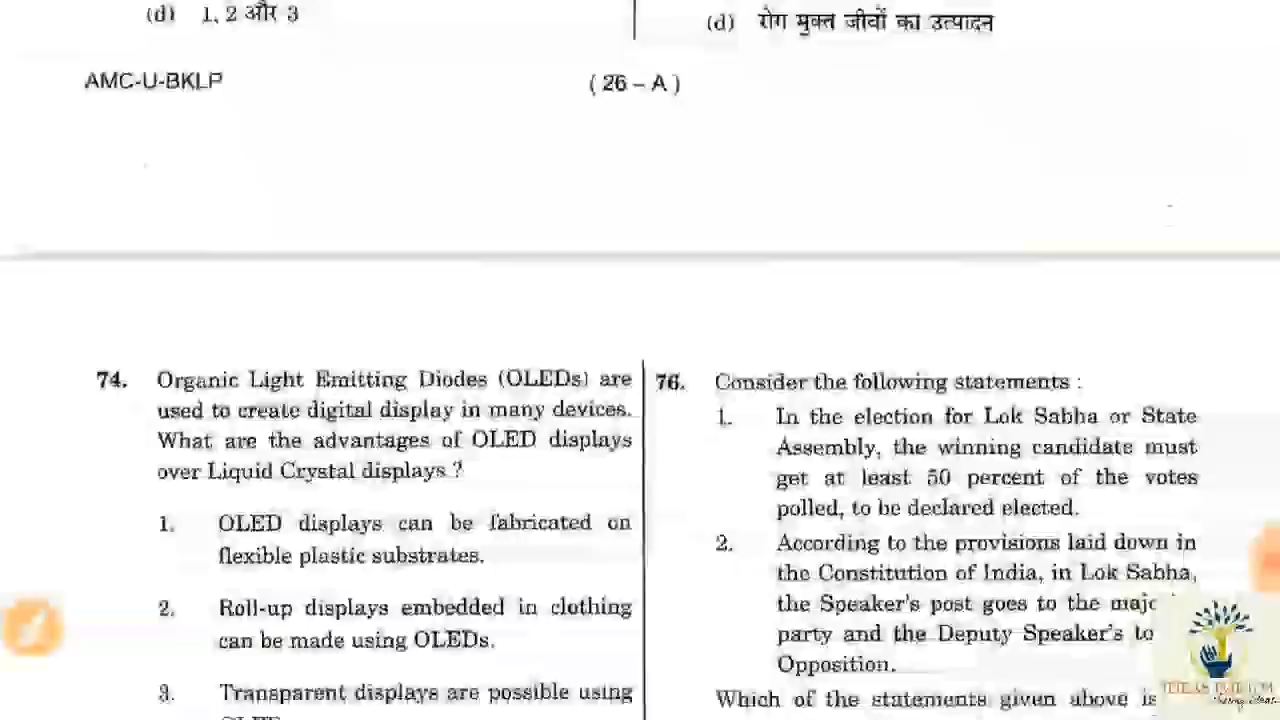 (d) 1, 2 और 3
(d) रोग मुक्त जीवों का उत्पादन
AMC-U-BKLP
( 26 – A )
74. Organic Light Emitting Diodes (OLEDs) are
used to create digital display in many devices.
What are the advantages of OLED displays
over Liquid Crystal displays ?
1. OLED displays can be fabricated on
flexible plastic substrates.
2. Roll-up displays embedded in clothing
can be made using OLEDs.
3. Transparent displays are possible using
76. Consider the following statements :
1. In the election for Lok Sabha or State
Assembly, the winning candidate must
get at least 50 percent of the votes
polled, to be declared elected.
2. According to the provisions laid down in
the Constitution of India, in Lok Sabha,
the Speaker's post goes to the
party and the Deputy Speaker's to
Opposition.
Which of the statements given above is